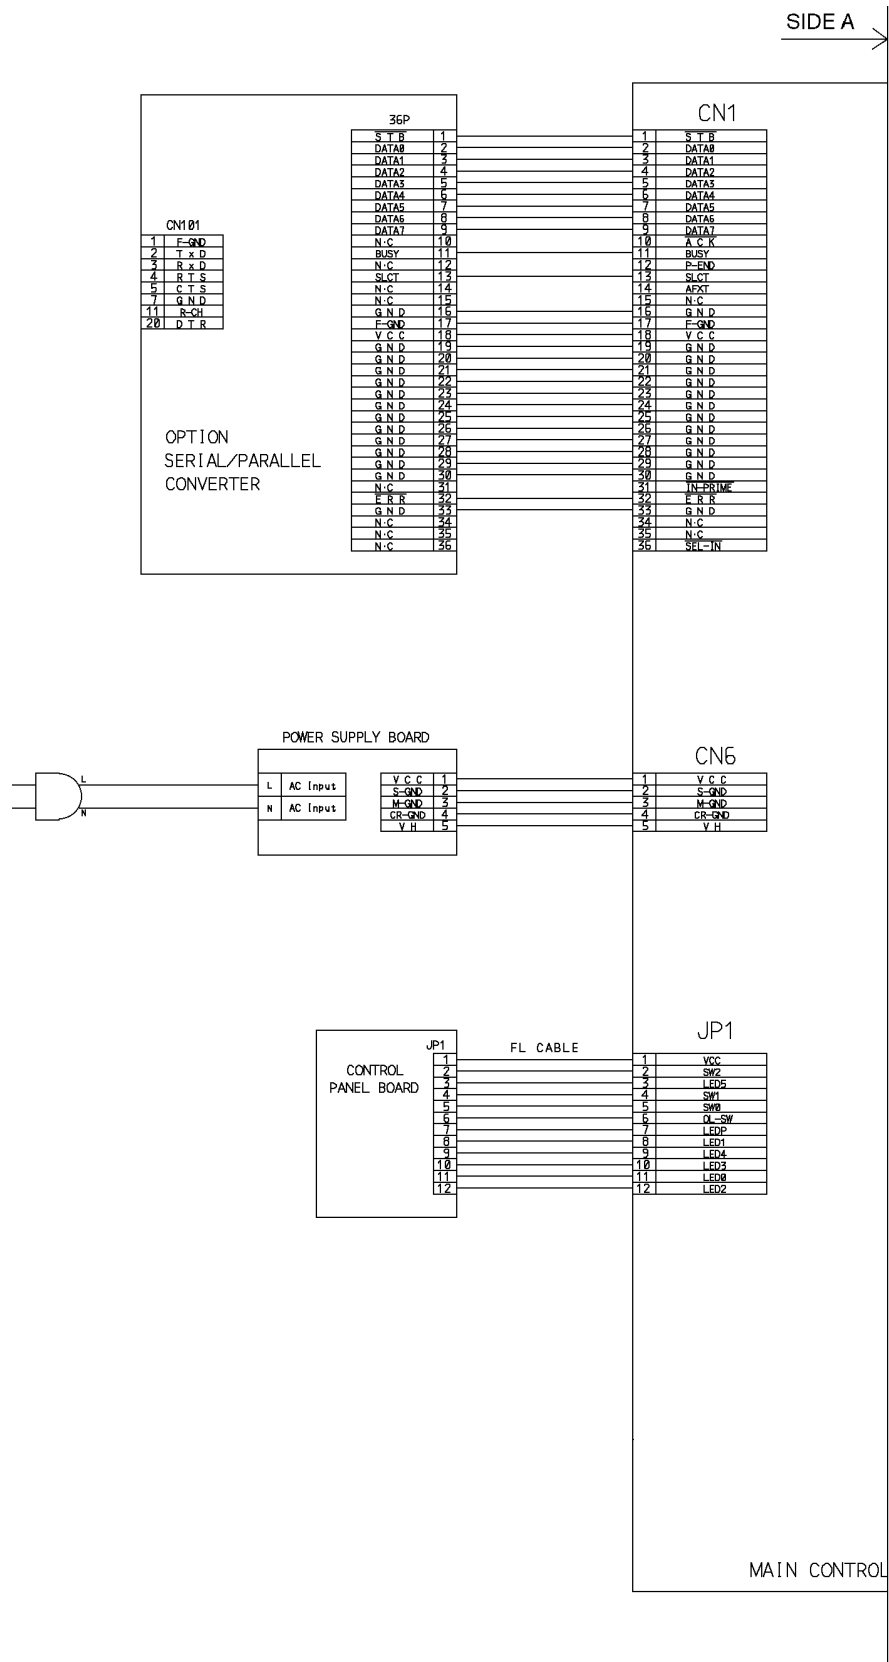 SIDE A
36P
1 STB
2 DATA0
3 DATA1
4 DATA2
5 DATA3
6 DATA4
7 DATA5
8 DATA6
9 DATA7
10 N·C
11 BUSY
12 N·C
13 SLCT
14 N·C
15 N·C
16 GND
17 F-GND
18 VCC
19 GND
20 GND
21 GND
22 GND
23 GND
24 GND
25 GND
26 GND
27 GND
28 GND
29 GND
30 GND
31 N·C
32 ERR
33 GND
34 N·C
35 N·C
36 N·C
CN101
1 F-GND
2 TxD
3 RxD
4 RTS
5 CTS
7 GND
11 R-CH
20 DTR
OPTION
SERIAL/PARALLEL
CONVERTER
CN1
1 STB
2 DATA0
3 DATA1
4 DATA2
5 DATA3
6 DATA4
7 DATA5
8 DATA6
9 DATA7
10 ACK
11 BUSY
12 P-END
13 SLCT
14 AFXT
15 N·C
16 GND
17 F-GND
18 VCC
19 GND
20 GND
21 GND
22 GND
23 GND
24 GND
25 GND
26 GND
27 GND
28 GND
29 GND
30 GND
31 IN-PRIME
32 ERR
33 GND
34 N·C
35 N·C
36 SEL-IN
POWER SUPPLY BOARD
L
N
L AC Input
N AC Input
VCC 1
S-GND 2
M-GND 3
CR-GND 4
VH 5
CN6
1 VCC
2 S-GND
3 M-GND
4 CR-GND
5 VH
CONTROL
PANEL BOARD
JP1
1
2
3
4
5
6
7
8
9
10
11
12
FL CABLE
JP1
1 VCC
2 SW2
3 LED5
4 SW1
5 SW0
6 OL-SW
7 LEDP
8 LED1
9 LED4
10 LED3
11 LED0
12 LED2
MAIN CONTROL